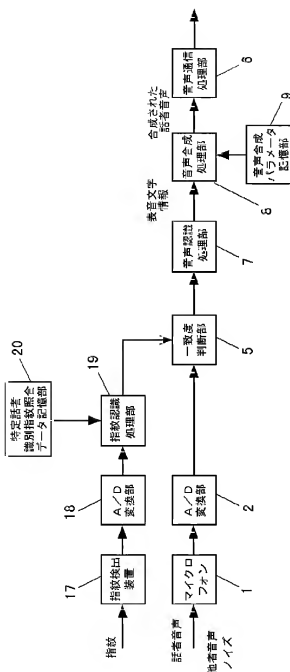 特定話者
識別指紋照合
データ記憶部
20
指紋
指紋検出
装置
17
A/D
変換部
18
指紋認識
処理部
19
話者音声
他者音声
ノイズ
マイクロ
フォン
1
A/D
変換部
2
一致度
判断部
5
音声認識
処理部
7
表音文字
情報
音声合成
処理部
8
音声合成
パラメータ
記憶部
9
合成された
話者音声
音声通信
処理部
6